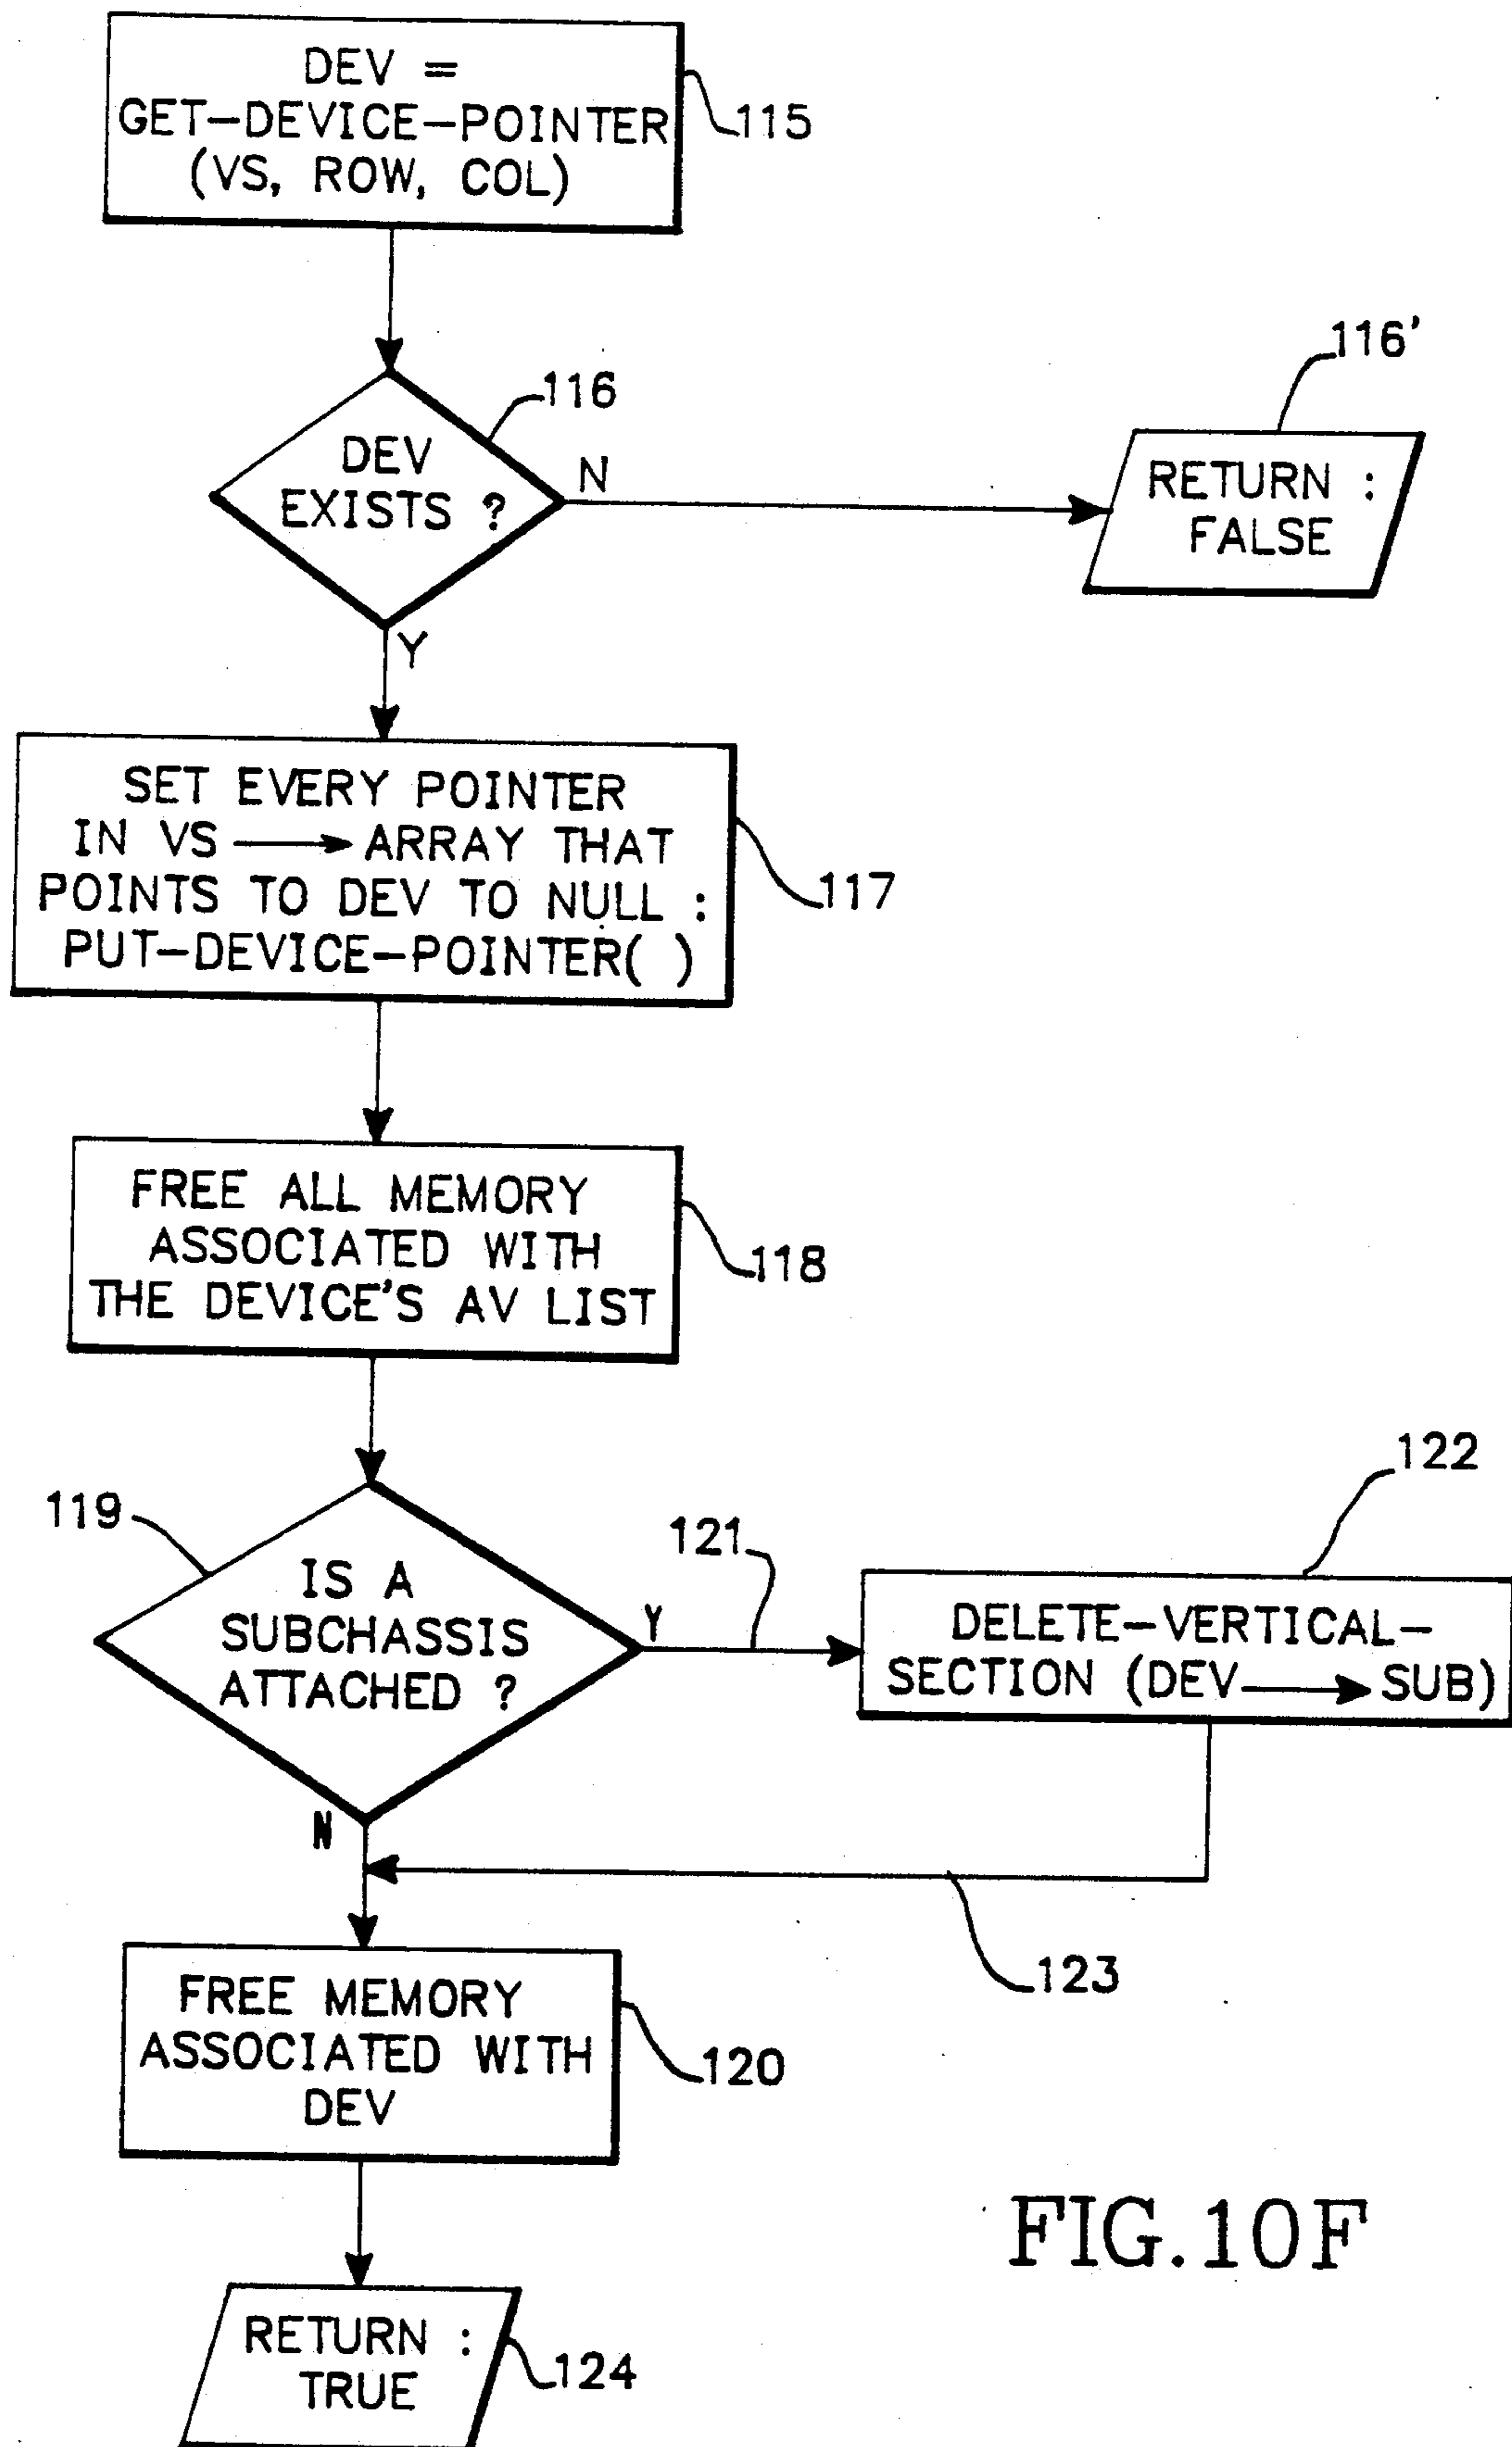 DEV =
GET-DEVICE-POINTER
(VS, ROW, COL)
115
116'
116
DEV
EXISTS ?
N
RETURN :
FALSE
Y
SET EVERY POINTER
IN VS → ARRAY THAT
POINTS TO DEV TO NULL :
PUT-DEVICE-POINTER( )
117
FREE ALL MEMORY
ASSOCIATED WITH
THE DEVICE'S AV LIST
118
119
IS A
SUBCHASSIS
ATTACHED ?
Y
121
122
DELETE-VERTICAL-
SECTION (DEV → SUB)
N
123
FREE MEMORY
ASSOCIATED WITH
DEV
120
RETURN :
TRUE
124
FIG.10F